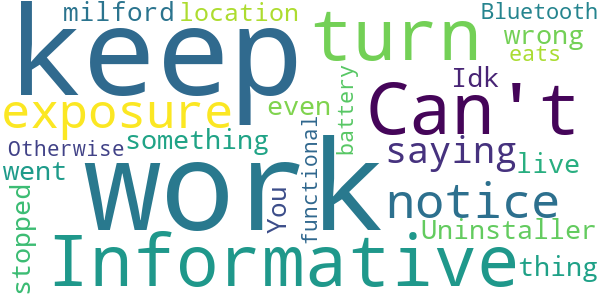 milford location Bluetooth
keep turn wrong
eats
exposure even battery Can't Idk
Otherwise something saying
went work You functional notice live
stopped Informative Uninstaller
thing